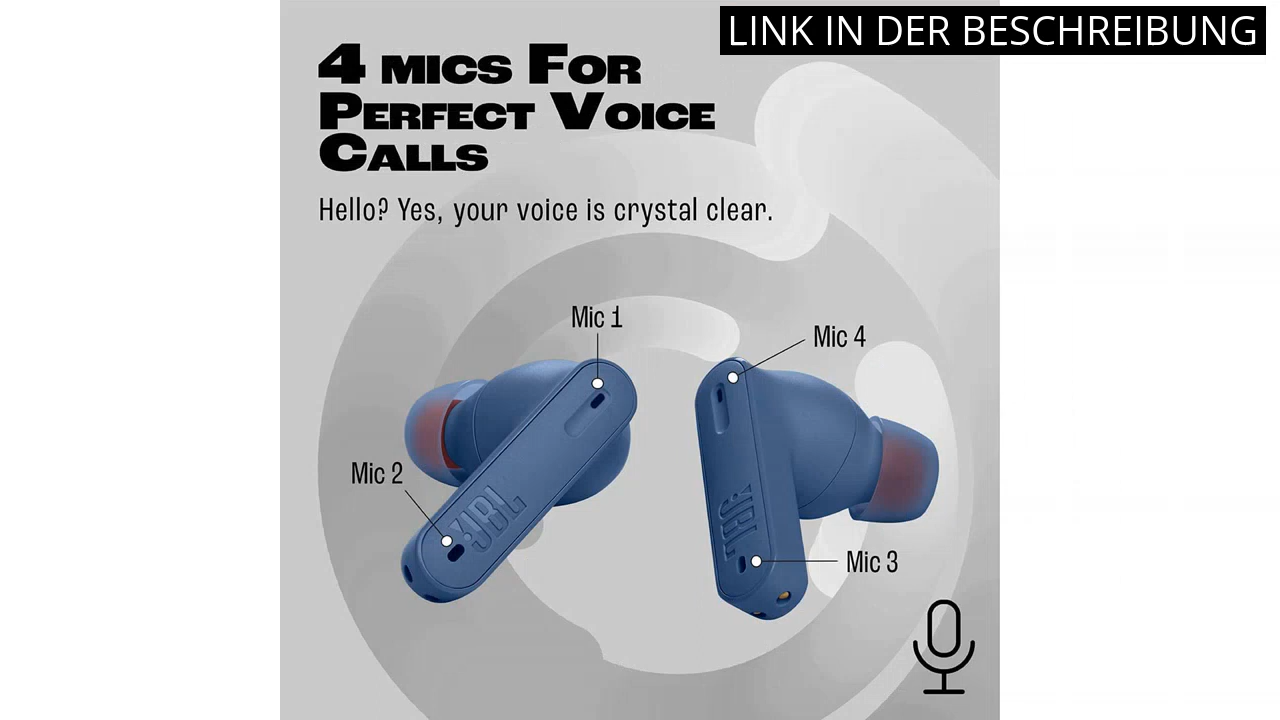 LINK IN DER BESCHREIBUNG
4 MICS FOR
PERFECT VOICE
CALLS
Hello? Yes, your voice is crystal clear.
Mic 1
Mic 4
Mic 2
JBL
JBL
Mic 3